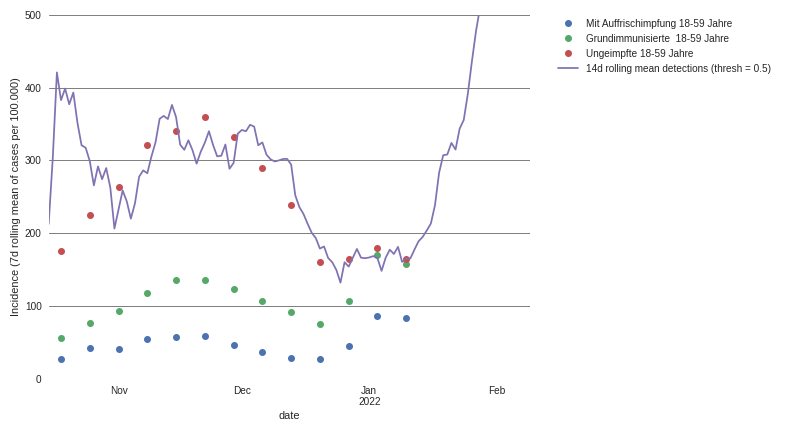 500
400
300
200
100
0
Incidence (7d rolling mean of cases per 100.000)
Nov
Dec
Jan
2022
Feb
date
Mit Auffrischimpfung 18-59 Jahre
Grundimmunisierte  18-59 Jahre
Ungeimpfte 18-59 Jahre
14d rolling mean detections (thresh = 0.5)